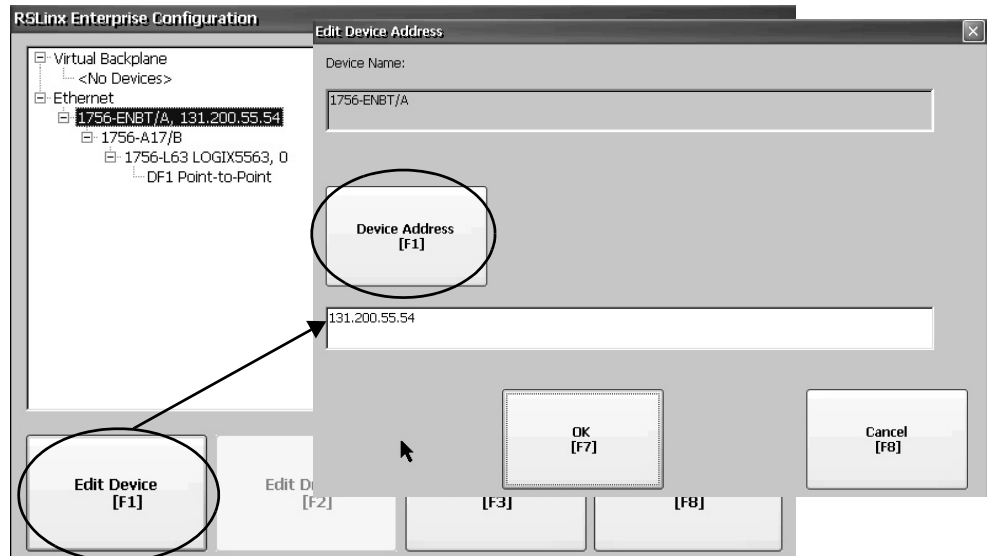 RSLinx Enterprise Configuration
Virtual Backplane
<No Devices>
Ethernet
1756-ENBT/A, 131.200.55.54
1756-A17/B
1756-L63 LOGIX5563, 0
DF1 Point-to-Point
Edit Device
[F1]
Edit D
[F2]
[F3]
[F8]
Edit Device Address
Device Name:
1756-ENBT/A
Device Address
[F1]
131.200.55.54
OK
[F7]
Cancel
[F8]